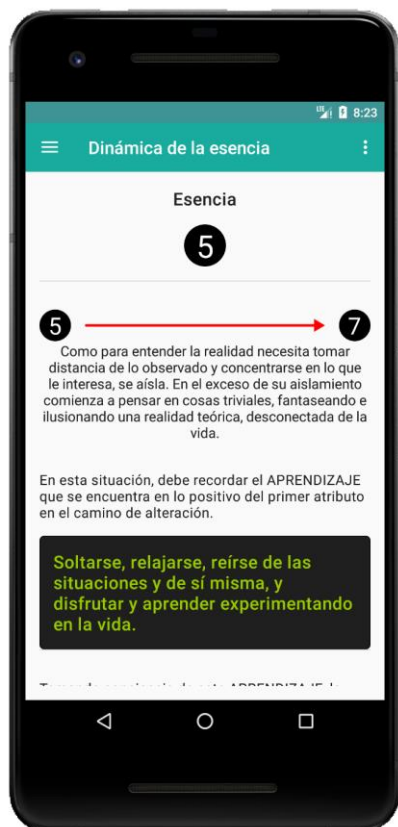 LTE 8:23
Dinámica de la esencia
Esencia
5
5 7
Como para entender la realidad necesita tomar
distancia de lo observado y concentrarse en lo que
le interesa, se aísla. En el exceso de su aislamiento
comienza a pensar en cosas triviales, fantaseando e
ilusionando una realidad teórica, desconectada de la
vida.
En esta situación, debe recordar el APRENDIZAJE
que se encuentra en lo positivo del primer atributo
en el camino de alteración.
Soltarse, relajarse, reírse de las
situaciones y de sí misma, y
disfrutar y aprender experimentando
en la vida.